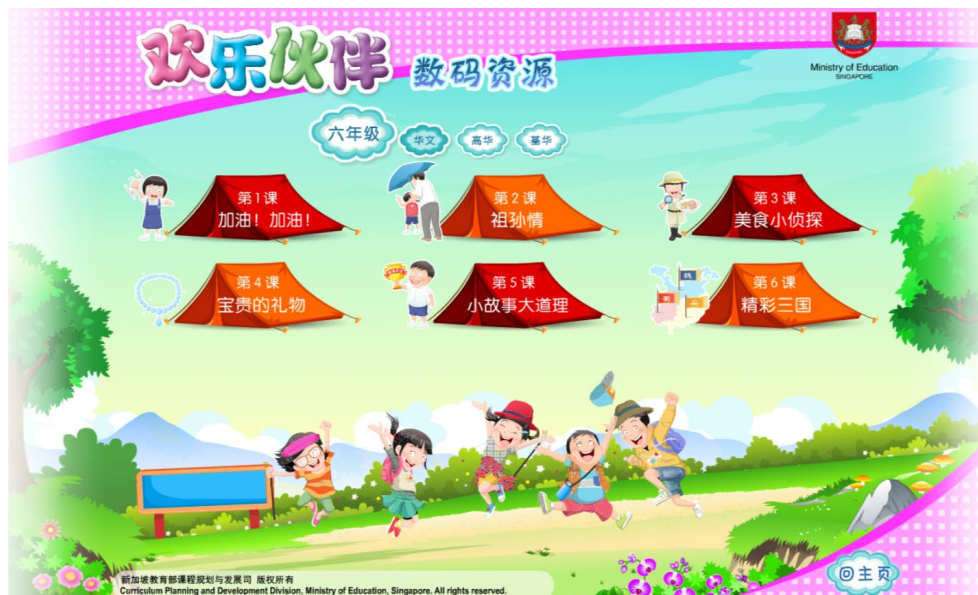 欢乐伙伴 数码资源
Ministry of Education
SINGAPORE
六年级 华文 高华 基华
第1课
加油！加油！
第2课
祖孙情
第3课
美食小侦探
第4课
宝贵的礼物
第5课
小故事大道理
第6课
精彩三国
新加坡教育部课程规划与发展司 版权所有
Curriculum Planning and Development Division, Ministry of Education, Singapore. All rights reserved.
回主页